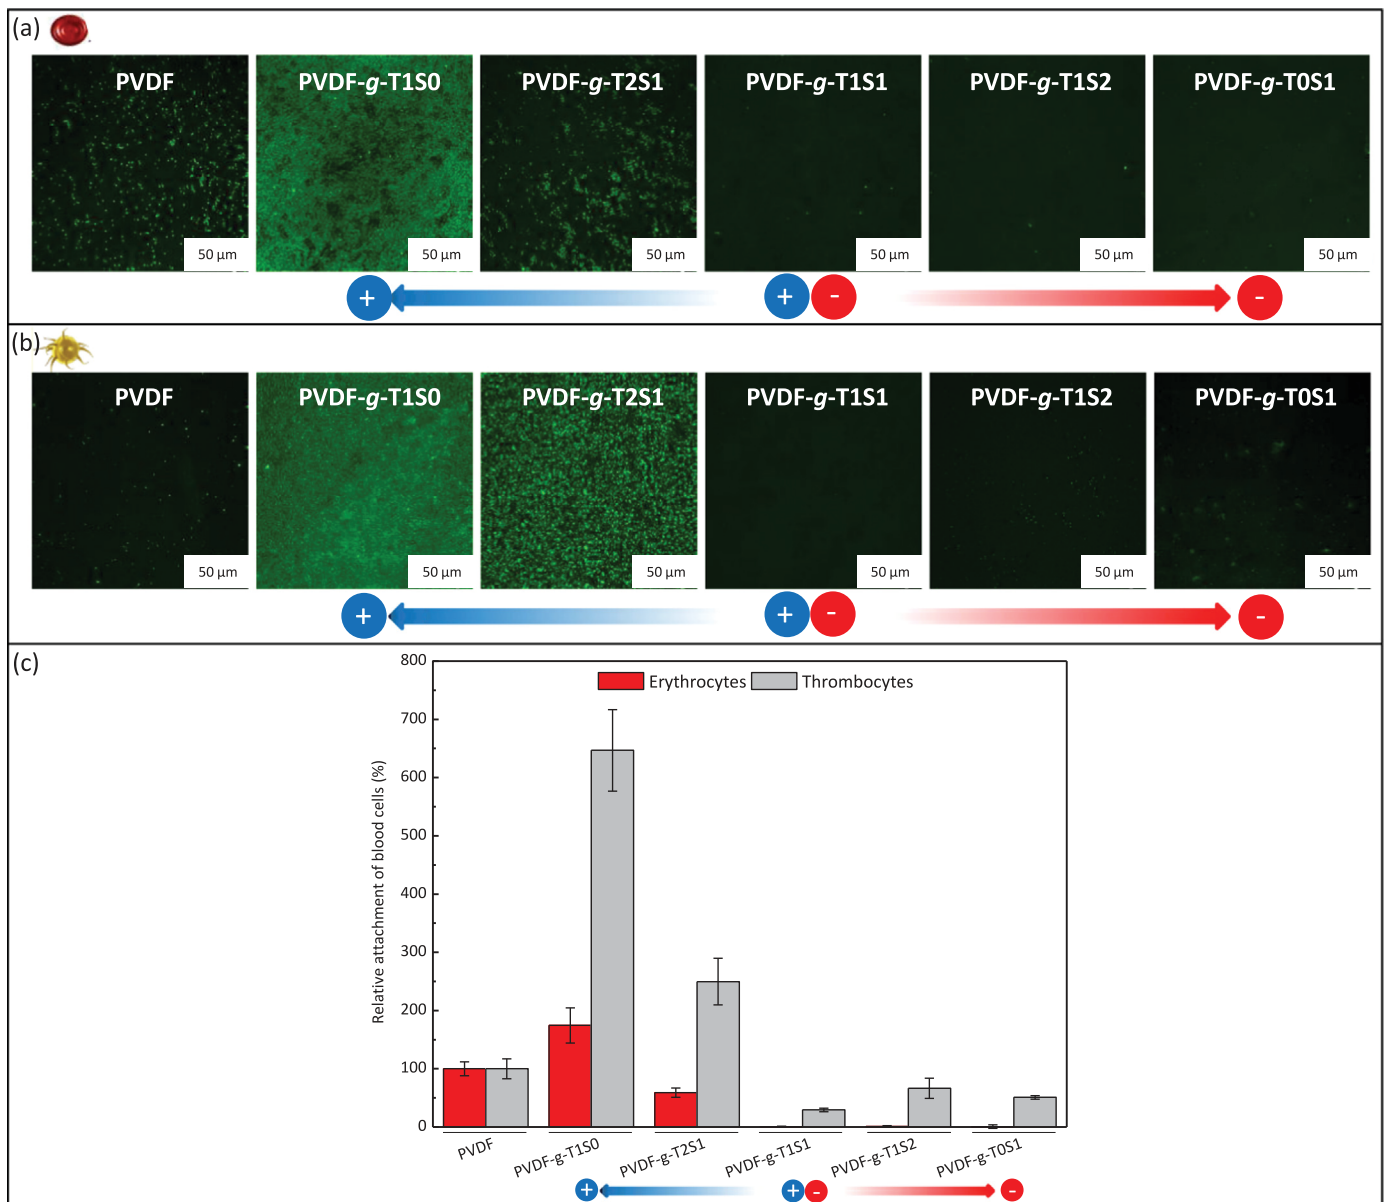 (a)
PVDF PVDF-g-T1S0 PVDF-g-T2S1 PVDF-g-T1S1 PVDF-g-T1S2 PVDF-g-T0S1
50 µm 50 µm 50 µm 50 µm 50 µm 50 µm
+ + - -
(b)
PVDF PVDF-g-T1S0 PVDF-g-T2S1 PVDF-g-T1S1 PVDF-g-T1S2 PVDF-g-T0S1
50 µm 50 µm 50 µm 50 µm 50 µm 50 µm
+ + - -
(c)
Relative attachment of blood cells (%)
800
700
600
500
400
300
200
100
0
Erythrocytes Thrombocytes
PVDF PVDF-g-T1S0 PVDF-g-T2S1 PVDF-g-T1S1 PVDF-g-T1S2 PVDF-g-T0S1
+ + - -